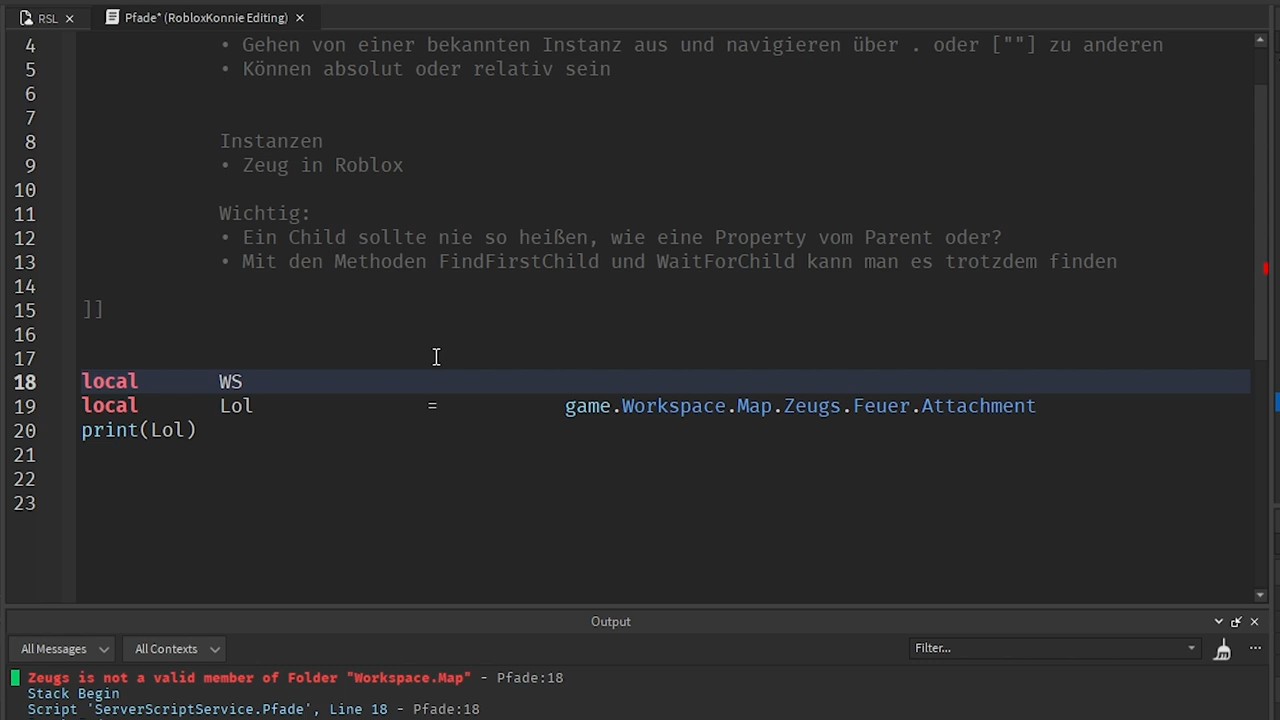 RSL × Pfade* (RobloxKonnie Editing) ×
4 • Gehen von einer bekannten Instanz aus und navigieren über . oder [""] zu anderen
5 • Können absolut oder relativ sein
6
7
8 Instanzen
9 • Zeug in Roblox
10
11 Wichtig:
12 • Ein Child sollte nie so heißen, wie eine Property vom Parent oder?
13 • Mit den Methoden FindFirstChild und WaitForChild kann man es trotzdem finden
14
15 ]]
16
17
18 local WS
19 local Lol = game.Workspace.Map.Zeugs.Feuer.Attachment
20 print(Lol)
21
22
23
Output
All Messages All Contexts Filter...
Zeugs is not a valid member of Folder "Workspace.Map" - Pfade:18
Stack Begin
Script 'ServerScriptService.Pfade', Line 18 - Pfade:18